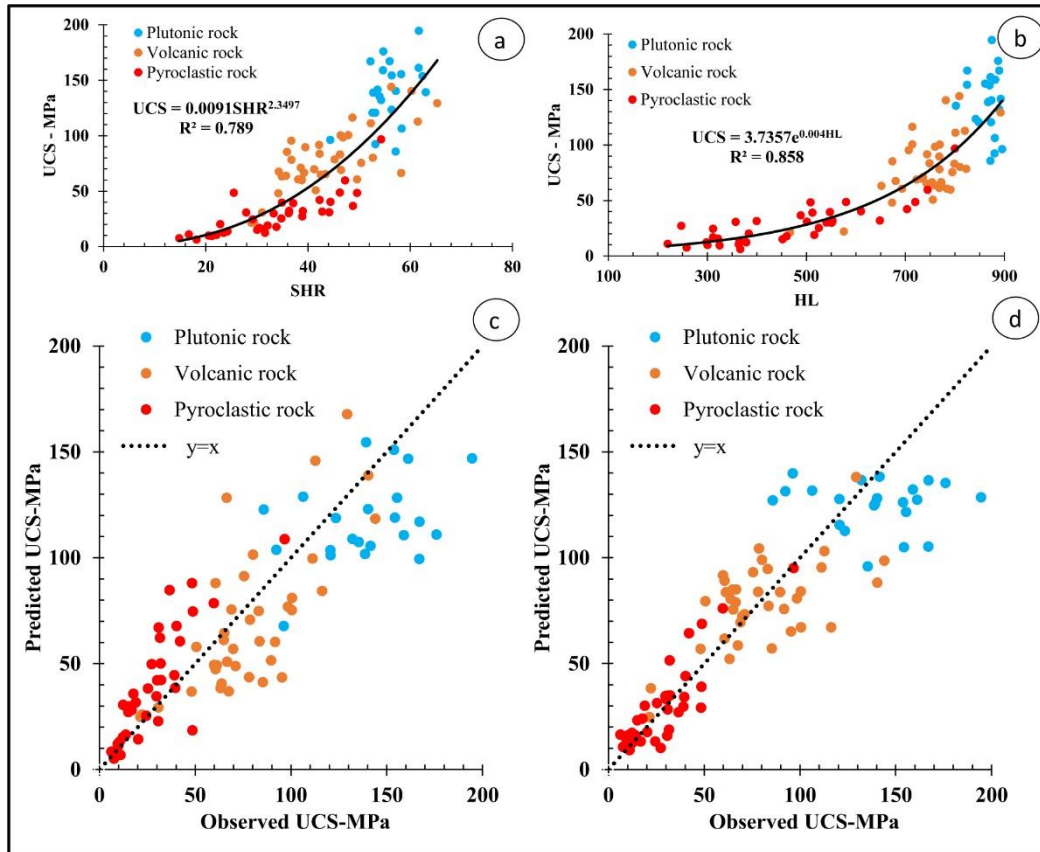 a
Plutonic rock
Volcanic rock
Pyroclastic rock
UCS = 0.0091SHR^2.3497
R² = 0.789
UCS - MPa
200
150
100
50
0
0 20 40 60 80
SHR
b
Plutonic rock
Volcanic rock
Pyroclastic rock
UCS = 3.7357e^0.004HL
R² = 0.858
UCS - MPa
200
150
100
50
0
100 300 500 700 900
HL
c
Plutonic rock
Volcanic rock
Pyroclastic rock
y=x
Predicted UCS-MPa
200
150
100
50
0
0 50 100 150 200
Observed UCS-MPa
d
Plutonic rock
Volcanic rock
Pyroclastic rock
y=x
Predicted UCS-MPa
200
150
100
50
0
0 50 100 150 200
Observed UCS-MPa